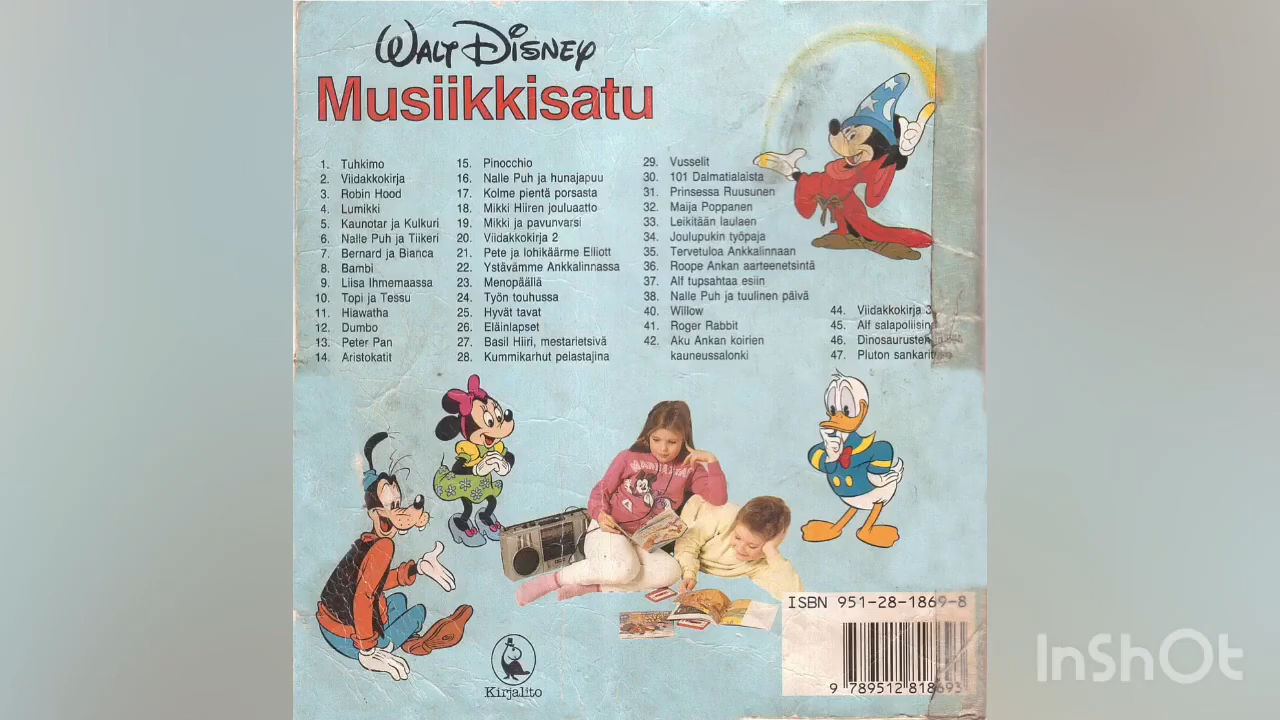 WALT DISNEY
Musiikkisatu
1. Tuhkimo
2. Viidakkokirja
3. Robin Hood
4. Lumikki
5. Kaunotar ja Kulkuri
6. Nalle Puh ja Tiikeri
7. Bernard ja Bianca
8. Bambi
9. Liisa Ihmemaassa
10. Topi ja Tessu
11. Hiawatha
12. Dumbo
13. Peter Pan
14. Aristokatit
15. Pinocchio
16. Nalle Puh ja hunajapuu
17. Kolme pientä porsasta
18. Mikki Hiiren jouluaatto
19. Mikki ja pavunvarsi
20. Viidakkokirja 2
21. Pete ja lohikäärme Elliott
22. Ystävämme Ankkalinnassa
23. Menopäällä
24. Työn touhussa
25. Hyvät tavat
26. Eläinlapset
27. Basil Hiiri, mestarietsivä
28. Kummikarhut pelastajina
29. Vusselit
30. 101 Dalmatialaista
31. Prinsessa Ruusunen
32. Maija Poppanen
33. Leikitään laulaen
34. Joulupukin työpaja
35. Tervetuloa Ankkalinnaan
36. Roope Ankan aarteenetsintä
37. Alf tupsahtaa esiin
38. Nalle Puh ja tuulinen päivä
40. Willow
41. Roger Rabbit
42. Aku Ankan koirien
kauneussalonki
44. Viidakkokirja 3
45. Alf
46.
47. Pluton
Kirjalito
ISBN 951-28-1869-8
9 789512 818693
InShOt